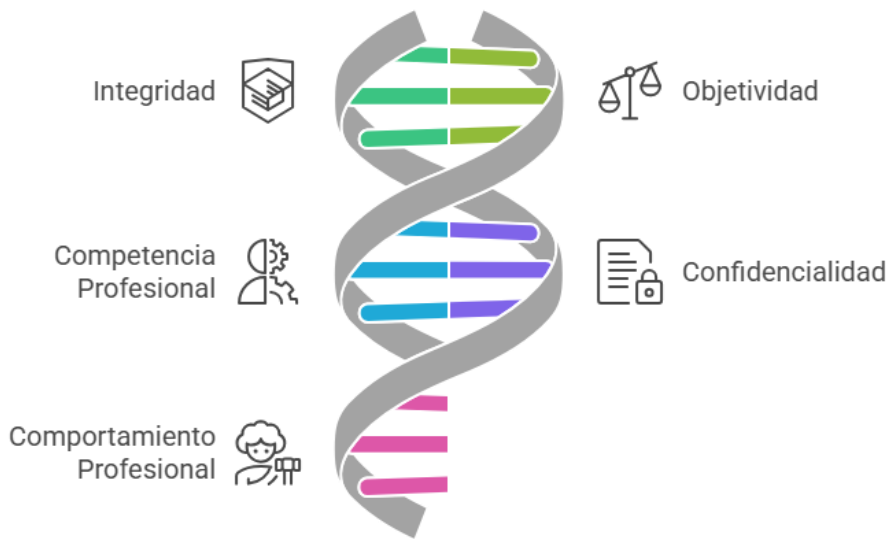 Integridad
Objetividad
Competencia
Profesional
Confidencialidad
Comportamiento
Profesional